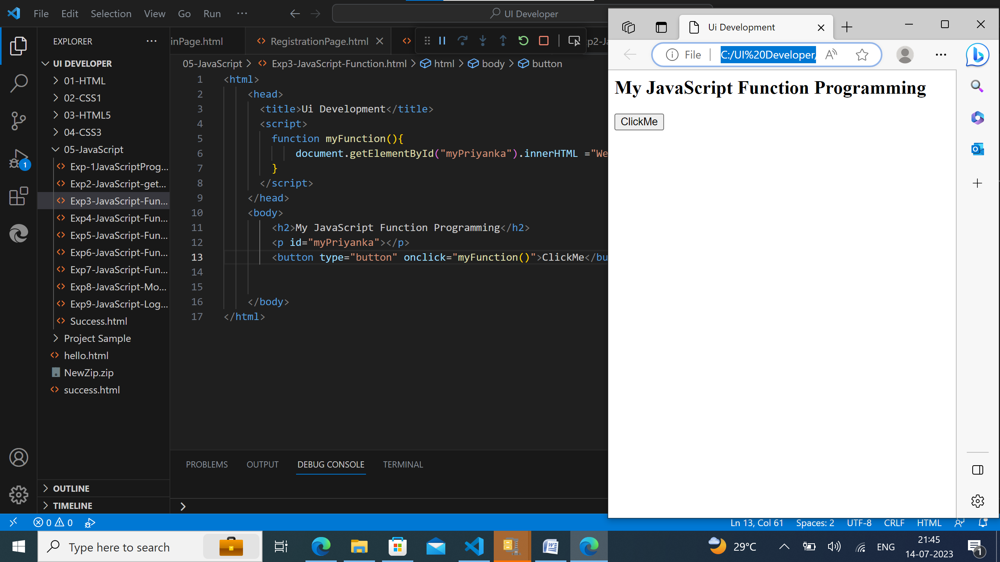 File Edit Selection View Go Run ···
UI Developer
EXPLORER ···
UI DEVELOPER
01-HTML
02-CSS1
03-HTML5
04-CSS3
05-JavaScript
Exp-1JavaScriptProg...
Exp2-JavaScript-get...
Exp3-JavaScript-Fun...
Exp4-JavaScript-Fun...
Exp5-JavaScript-Fun...
Exp6-JavaScript-Fun...
Exp7-JavaScript-Fun...
Exp8-JavaScript-Mo...
Exp9-JavaScript-Log...
Success.html
Project Sample
hello.html
NewZip.zip
success.html
OUTLINE
TIMELINE
1
inPage.html <> RegistrationPage.html <> xp2-Ja
05-JavaScript > <> Exp3-JavaScript-Function.html > html > body > button
1 <html>
2 <head>
3 <title>Ui Development</title>
4 <script>
5 function myFunction(){
6 document.getElementById("myPriyanka").innerHTML ="We
7 }
8 </script>
9 </head>
10 <body>
11 <h2>My JavaScript Function Programming</h2>
12 <p id="myPriyanka"></p>
13 <button type="button" onclick="myFunction()">ClickMe</bu
14
15
16 </body>
17 </html>
PROBLEMS OUTPUT DEBUG CONSOLE TERMINAL
>
Ui Development
File C:/UI%20Developer/
My JavaScript Function Programming
ClickMe
0 0
Ln 13, Col 61 Spaces: 2 UTF-8 CRLF HTML
Type here to search
29°C
ENG
21:45
14-07-2023
1